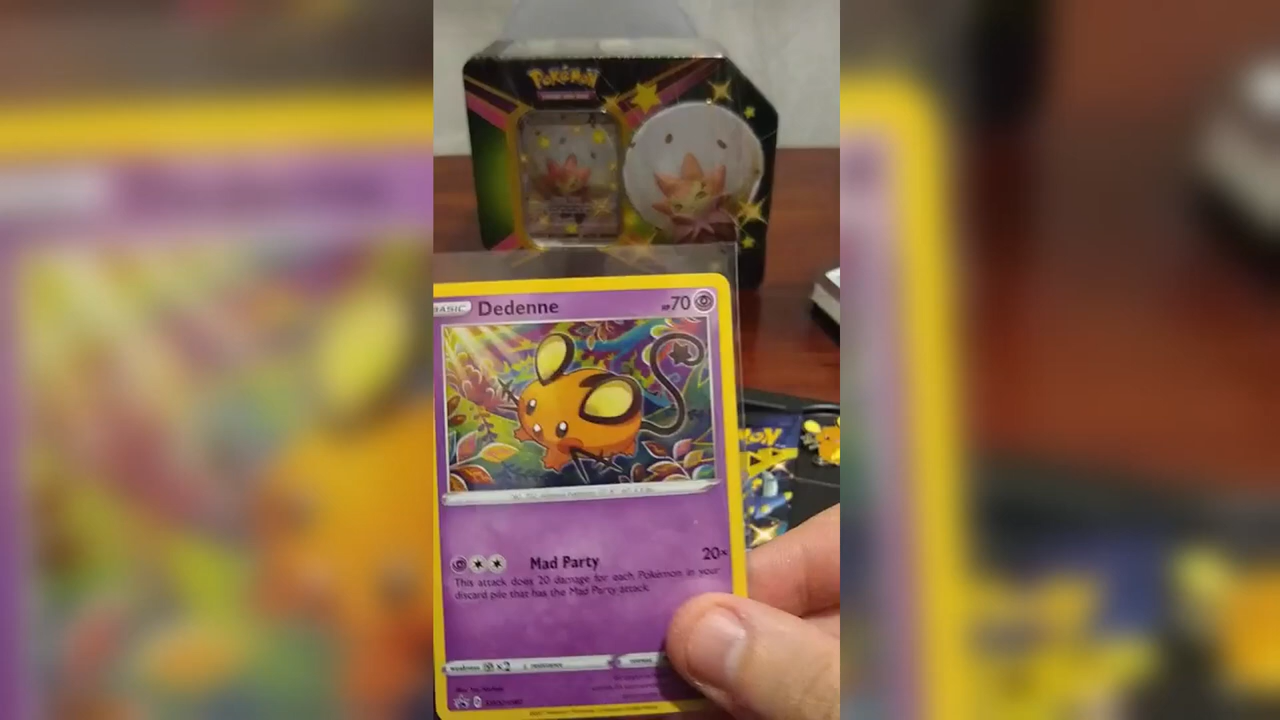 Pokémon
BASIC Dedenne HP70
Mad Party 20×
This attack does 20 damage for each Pokémon in your
discard pile that has the Mad Party attack.
weakness ×2